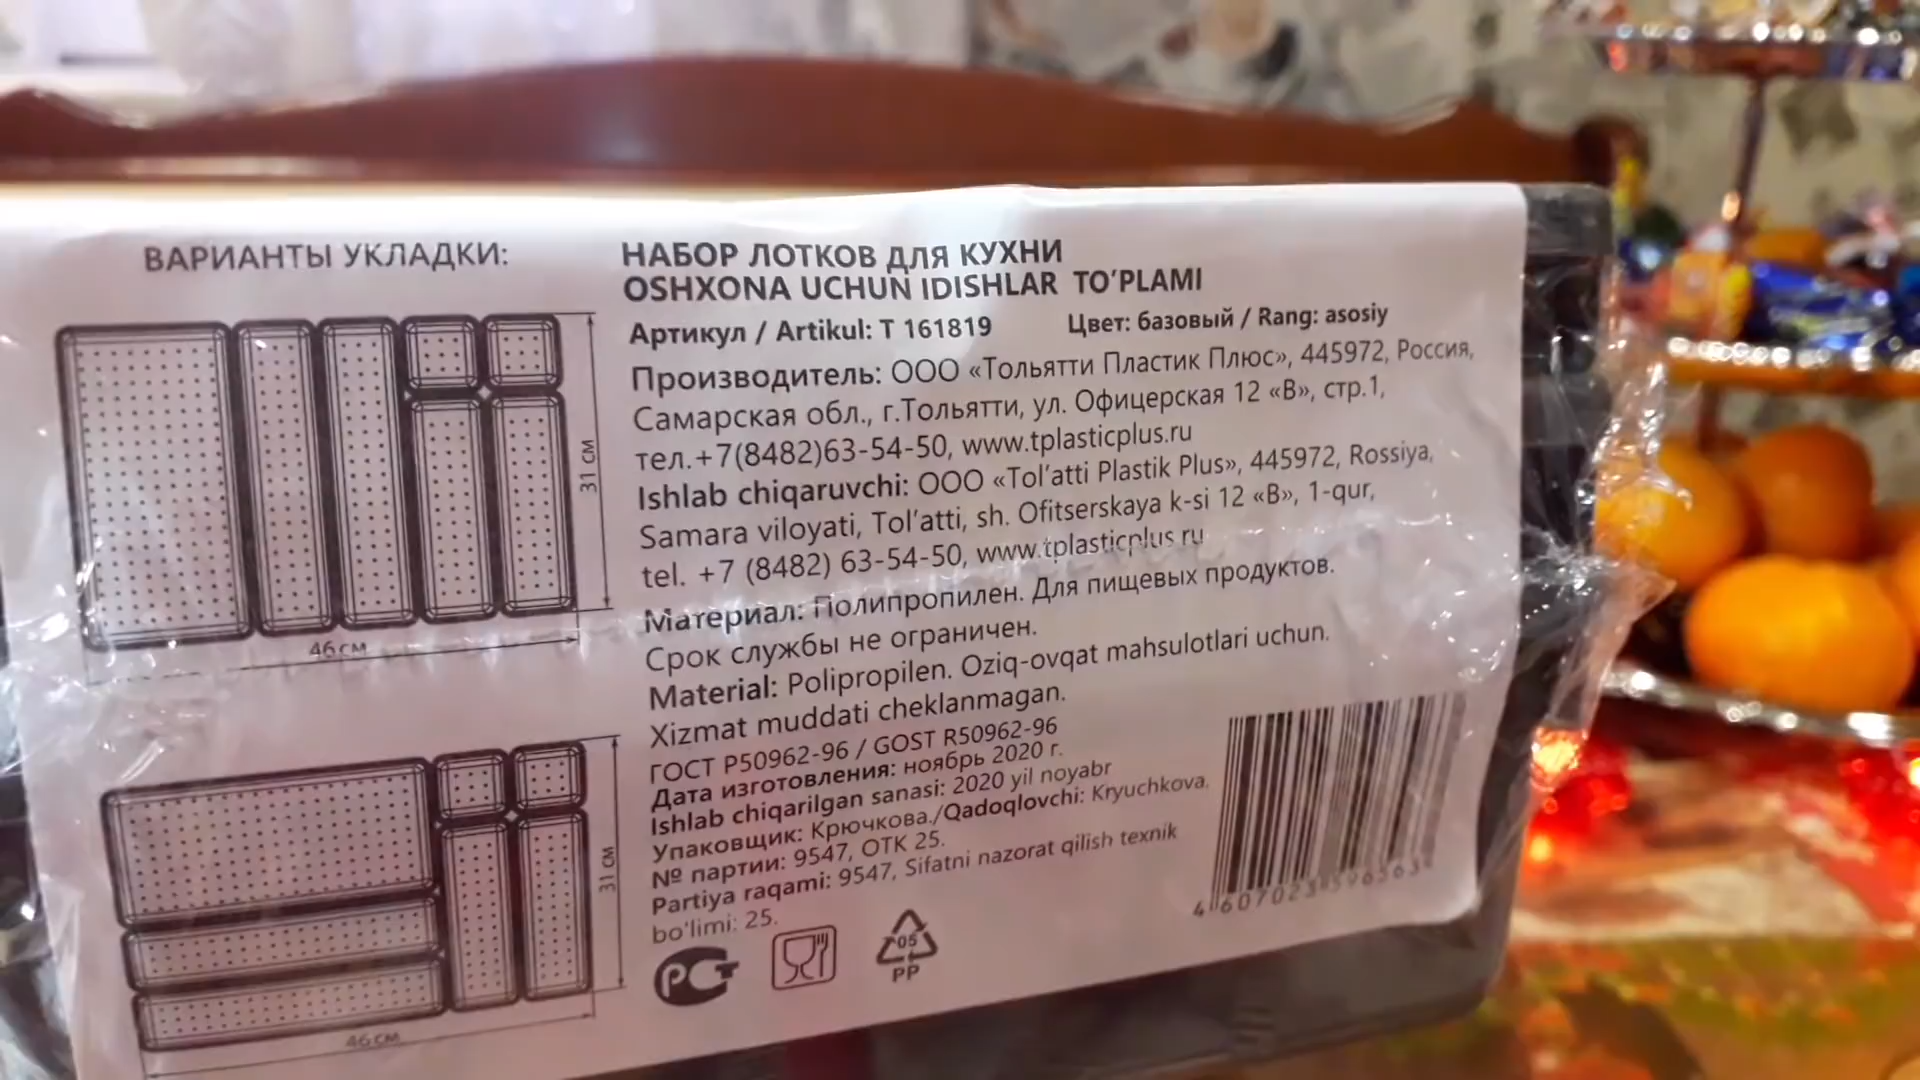 ВАРИАНТЫ УКЛАДКИ:
31 см
46 см
31 см
46 см
НАБОР ЛОТКОВ ДЛЯ КУХНИ
OSHXONA UCHUN IDISHLAR TO'PLAMI
Артикул / Artikul: T 161819 Цвет: базовый / Rang: asosiy
Производитель: ООО «Тольятти Пластик Плюс», 445972, Россия,
Самарская обл., г.Тольятти, ул. Офицерская 12 «В», стр.1,
тел.+7(8482)63-54-50, www.tplasticplus.ru
Ishlab chiqaruvchi: OOO «Tol'atti Plastik Plus», 445972, Rossiya,
Samara viloyati, Tol'atti, sh. Ofitserskaya k-si 12 «B», 1-qur,
tel. +7 (8482) 63-54-50, www.tplasticplus.ru
Материал: Полипропилен. Для пищевых продуктов.
Срок службы не ограничен.
Material: Polipropilen. Oziq-ovqat mahsulotlari uchun.
Xizmat muddati cheklanmagan.
ГОСТ Р50962-96 / GOST R50962-96
Дата изготовления: ноябрь 2020 г.
Ishlab chiqarilgan sanasi: 2020 yil noyabr
Упаковщик: Крючкова./Qadoqlovchi: Kryuchkova.
№ партии: 9547, ОТК 25.
Partiya raqami: 9547, Sifatni nazorat qilish texnik
bo'limi: 25.
РСТ
05
PP
4 607023 596563